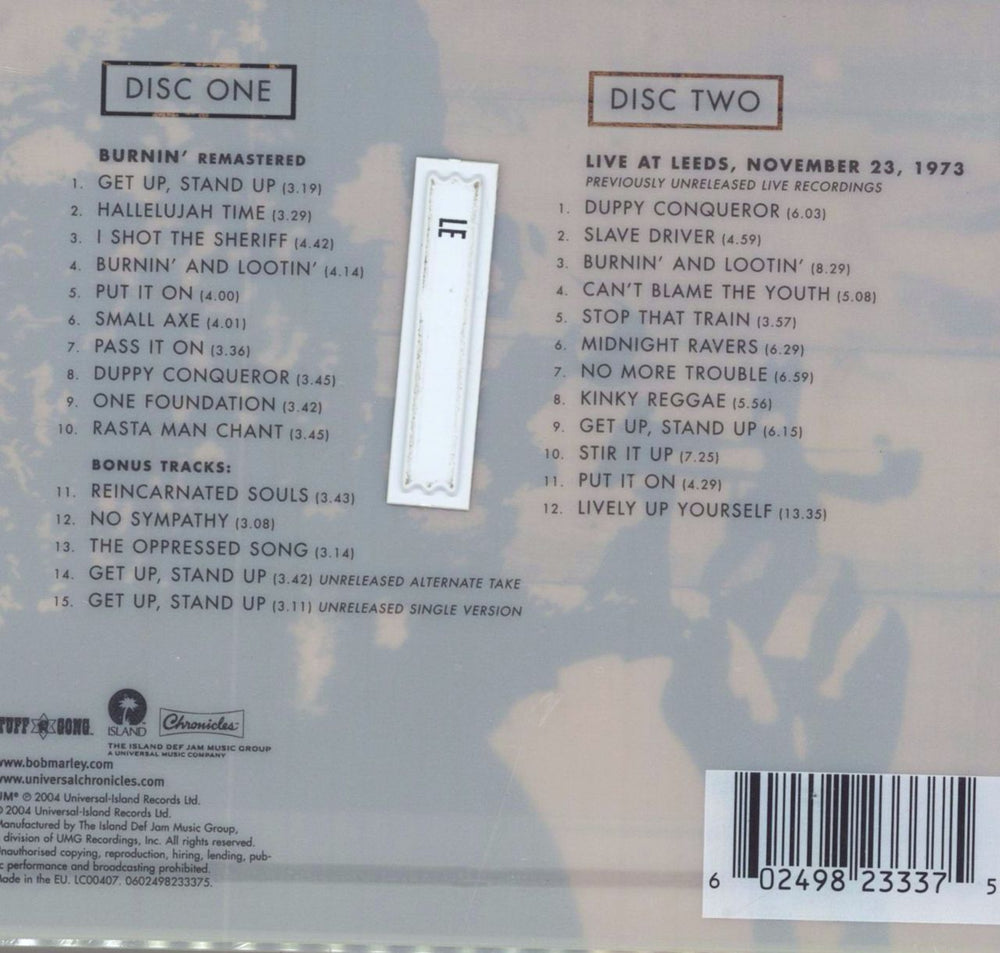 DISC ONE
BURNIN' REMASTERED
1. GET UP, STAND UP (3.19)
2. HALLELUJAH TIME (3.29)
3. I SHOT THE SHERIFF (4.42)
4. BURNIN' AND LOOTIN' (4.14)
5. PUT IT ON (4.00)
6. SMALL AXE (4.01)
7. PASS IT ON (3.36)
8. DUPPY CONQUEROR (3.45)
9. ONE FOUNDATION (3.42)
10. RASTA MAN CHANT (3.45)
BONUS TRACKS:
11. REINCARNATED SOULS (3.43)
12. NO SYMPATHY (3.08)
13. THE OPPRESSED SONG (3.14)
14. GET UP, STAND UP (3.42) UNRELEASED ALTERNATE TAKE
15. GET UP, STAND UP (3.11) UNRELEASED SINGLE VERSION
LE
DISC TWO
LIVE AT LEEDS, NOVEMBER 23, 1973
PREVIOUSLY UNRELEASED LIVE RECORDINGS
1. DUPPY CONQUEROR (6.03)
2. SLAVE DRIVER (4.59)
3. BURNIN' AND LOOTIN' (8.29)
4. CAN'T BLAME THE YOUTH (5.08)
5. STOP THAT TRAIN (3.57)
6. MIDNIGHT RAVERS (6.29)
7. NO MORE TROUBLE (6.59)
8. KINKY REGGAE (5.56)
9. GET UP, STAND UP (6.15)
10. STIR IT UP (7.25)
11. PUT IT ON (4.29)
12. LIVELY UP YOURSELF (13.35)
TUFF GONG
ISLAND
Chronicles
THE ISLAND DEF JAM MUSIC GROUP
A UNIVERSAL MUSIC COMPANY
www.bobmarley.com
www.universalchronicles.com
UM® ℗ 2004 Universal-Island Records Ltd.
© 2004 Universal-Island Records Ltd.
Manufactured by The Island Def Jam Music Group,
division of UMG Recordings, Inc. All rights reserved.
Unauthorised copying, reproduction, hiring, lending, pub-
c performance and broadcasting prohibited.
Made in the EU. LC00407. 0602498233375.
6 02498 23337 5